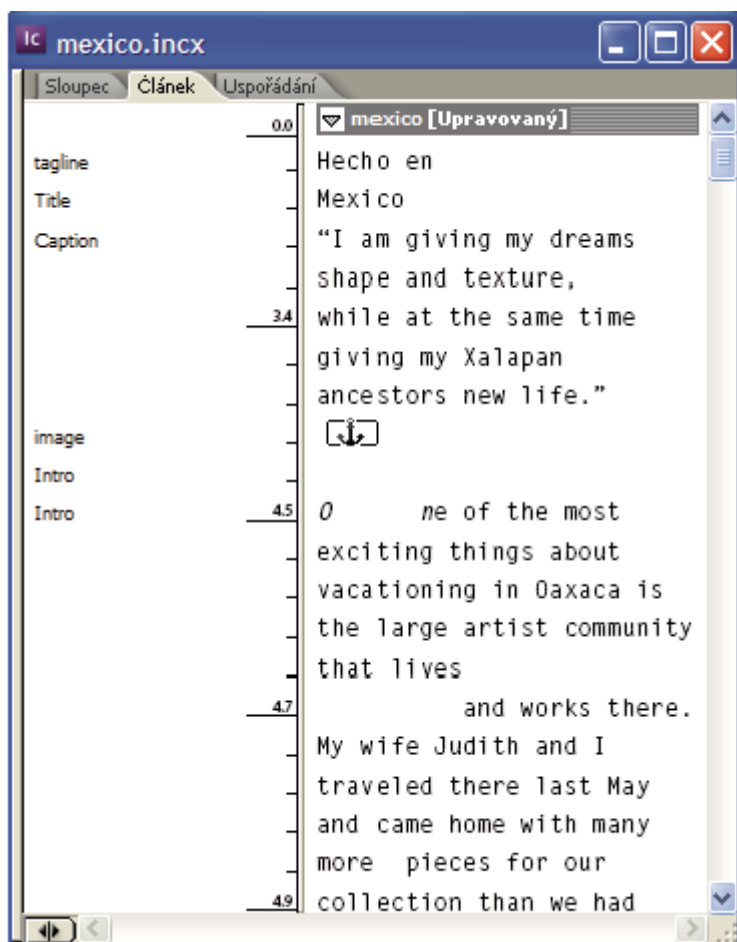 Ic mexico.incx
Sloupec Článek Uspořádání
0.0 mexico [Upravovaný]
tagline Hecho en
Title Mexico
Caption “I am giving my dreams
shape and texture,
3.4 while at the same time
giving my Xalapan
ancestors new life.”
image
Intro
Intro 4.5 O ne of the most
exciting things about
vacationing in Oaxaca is
the large artist community
that lives
4.7 and works there.
My wife Judith and I
traveled there last May
and came home with many
more pieces for our
4.9 collection than we had